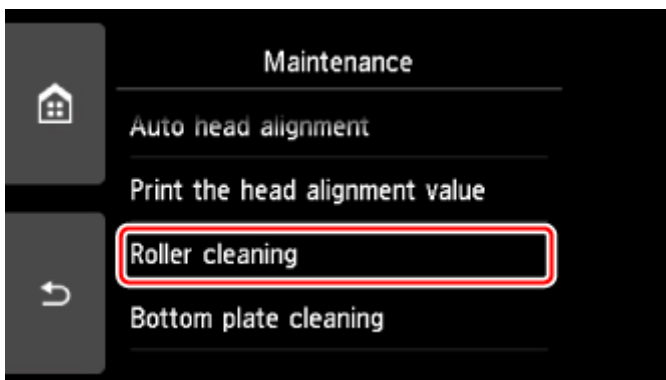 Maintenance
Auto head alignment
Print the head alignment value
Roller cleaning
Bottom plate cleaning